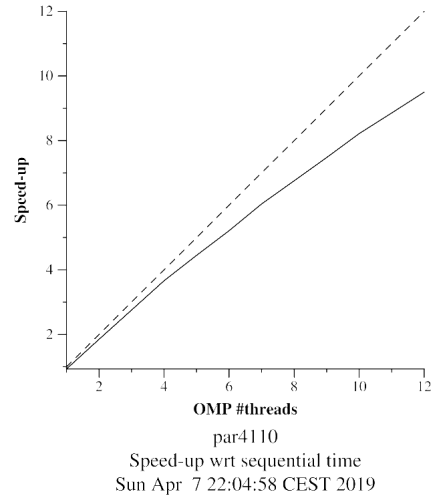 12
10
8
6
4
2
Speed-up
2 4 6 8 10 12
OMP #threads
par4110
Speed-up wrt sequential time
Sun Apr 7 22:04:58 CEST 2019